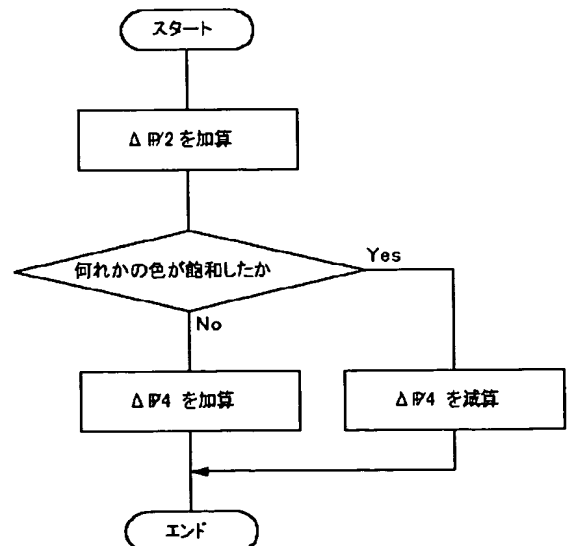 スタート
Δ P/2 を加算
何れかの色が飽和したか
Yes
No
Δ P/4 を加算
Δ P/4 を減算
エンド